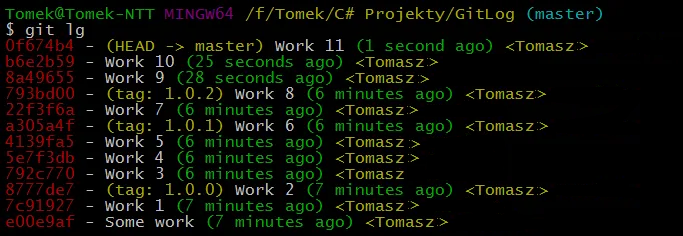 Tomek@Tomek-NTT MINGW64 /f/Tomek/C# Projekty/GitLog (master)
$ git lg
0f674b4 - (HEAD -> master) Work 11 (1 second ago) <Tomasz>
b6e2b59 - Work 10 (25 seconds ago) <Tomasz>
8a49655 - Work 9 (28 seconds ago) <Tomasz>
793bd00 - (tag: 1.0.2) Work 8 (6 minutes ago) <Tomasz>
22f3f6a - Work 7 (6 minutes ago) <Tomasz>
a305a4f - (tag: 1.0.1) Work 6 (6 minutes ago) <Tomasz>
4139fa5 - Work 5 (6 minutes ago) <Tomasz>
5e7f3db - Work 4 (6 minutes ago) <Tomasz>
792c770 - Work 3 (6 minutes ago) <Tomasz
8777de7 - (tag: 1.0.0) Work 2 (7 minutes ago) <Tomasz>
7c91927 - Work 1 (7 minutes ago) <Tomasz>
e00e9af - Some work (7 minutes ago) <Tomasz>